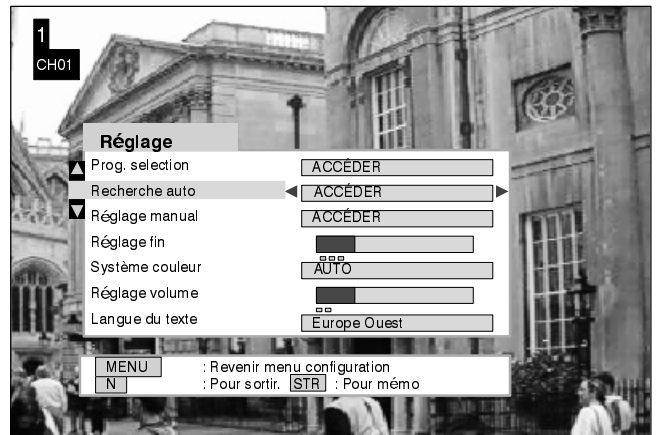 1
CH01
Réglage
Prog. selection ACCÉDER
Recherche auto ACCÉDER
Réglage manual ACCÉDER
Réglage fin
Système couleur AUTO
Réglage volume
Langue du texte Europe Ouest
MENU : Revenir menu configuration
N : Pour sortir. STR : Pour mémo